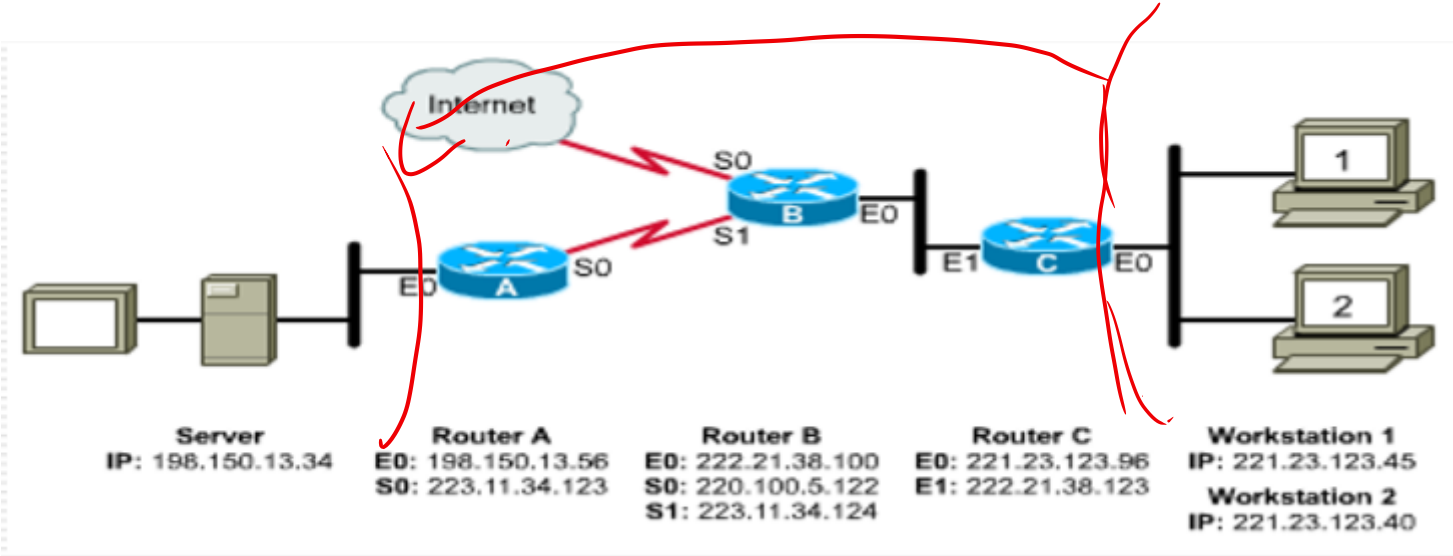 Internet
S0
B
E0
S1
E0
A
S0
E1
C
E0
1
2
Server
IP: 198.150.13.34
Router A
E0: 198.150.13.56
S0: 223.11.34.123
Router B
E0: 222.21.38.100
S0: 220.100.5.122
S1: 223.11.34.124
Router C
E0: 221.23.123.96
E1: 222.21.38.123
Workstation 1
IP: 221.23.123.45
Workstation 2
IP: 221.23.123.40